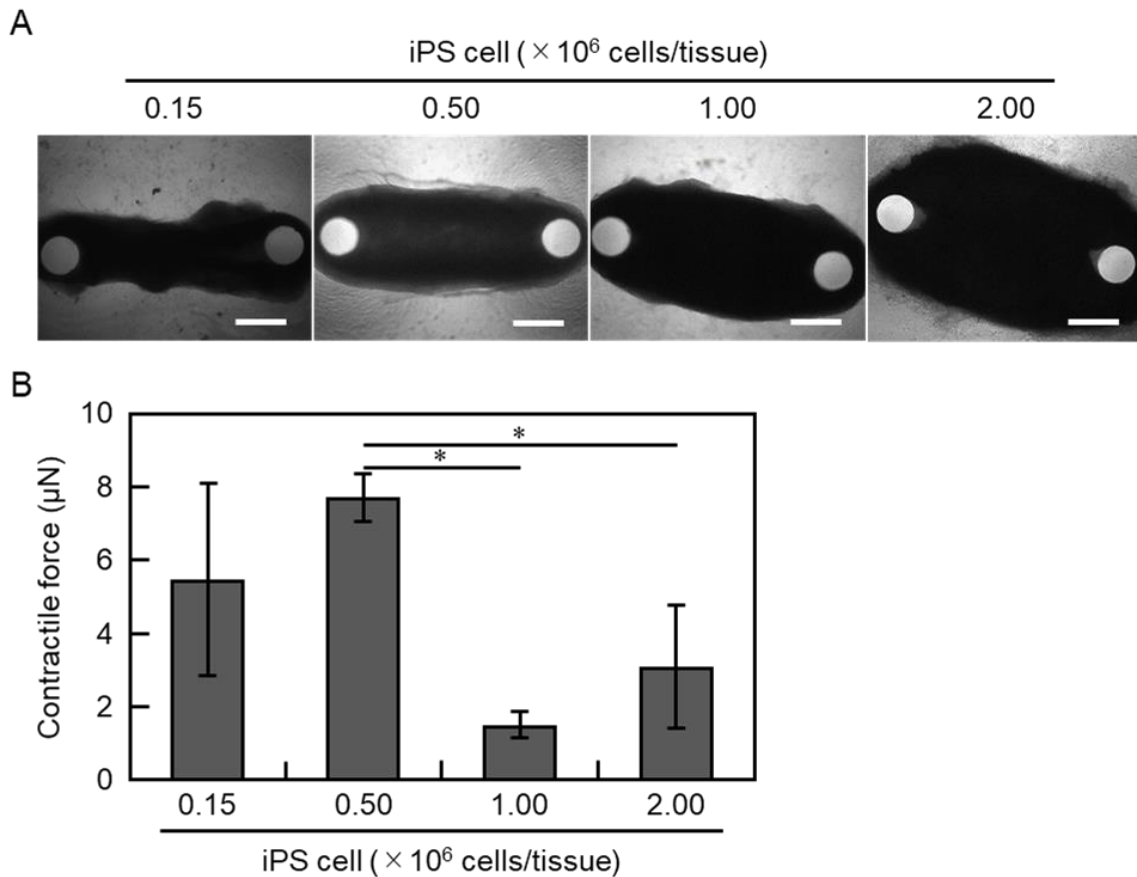 A
iPS cell (×10⁶ cells/tissue)
0.15 0.50 1.00 2.00
B
Contractile force (μN)
10
8
6
4
2
0
*
*
0.15 0.50 1.00 2.00
iPS cell (×10⁶ cells/tissue)